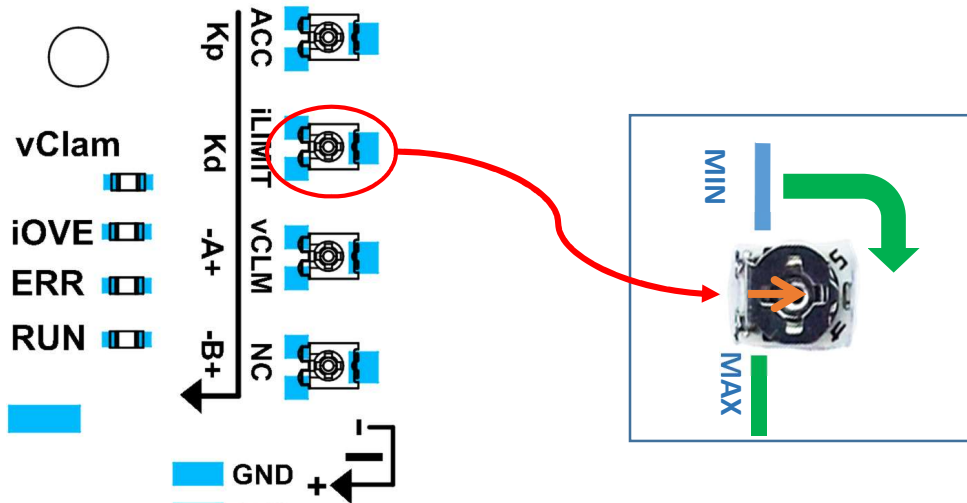 Kp
ACC
Kd
iLIMIT
-A+
vCLM
-B+
NC
vClam
iOVE
ERR
RUN
-
+
GND
MIN
MAX